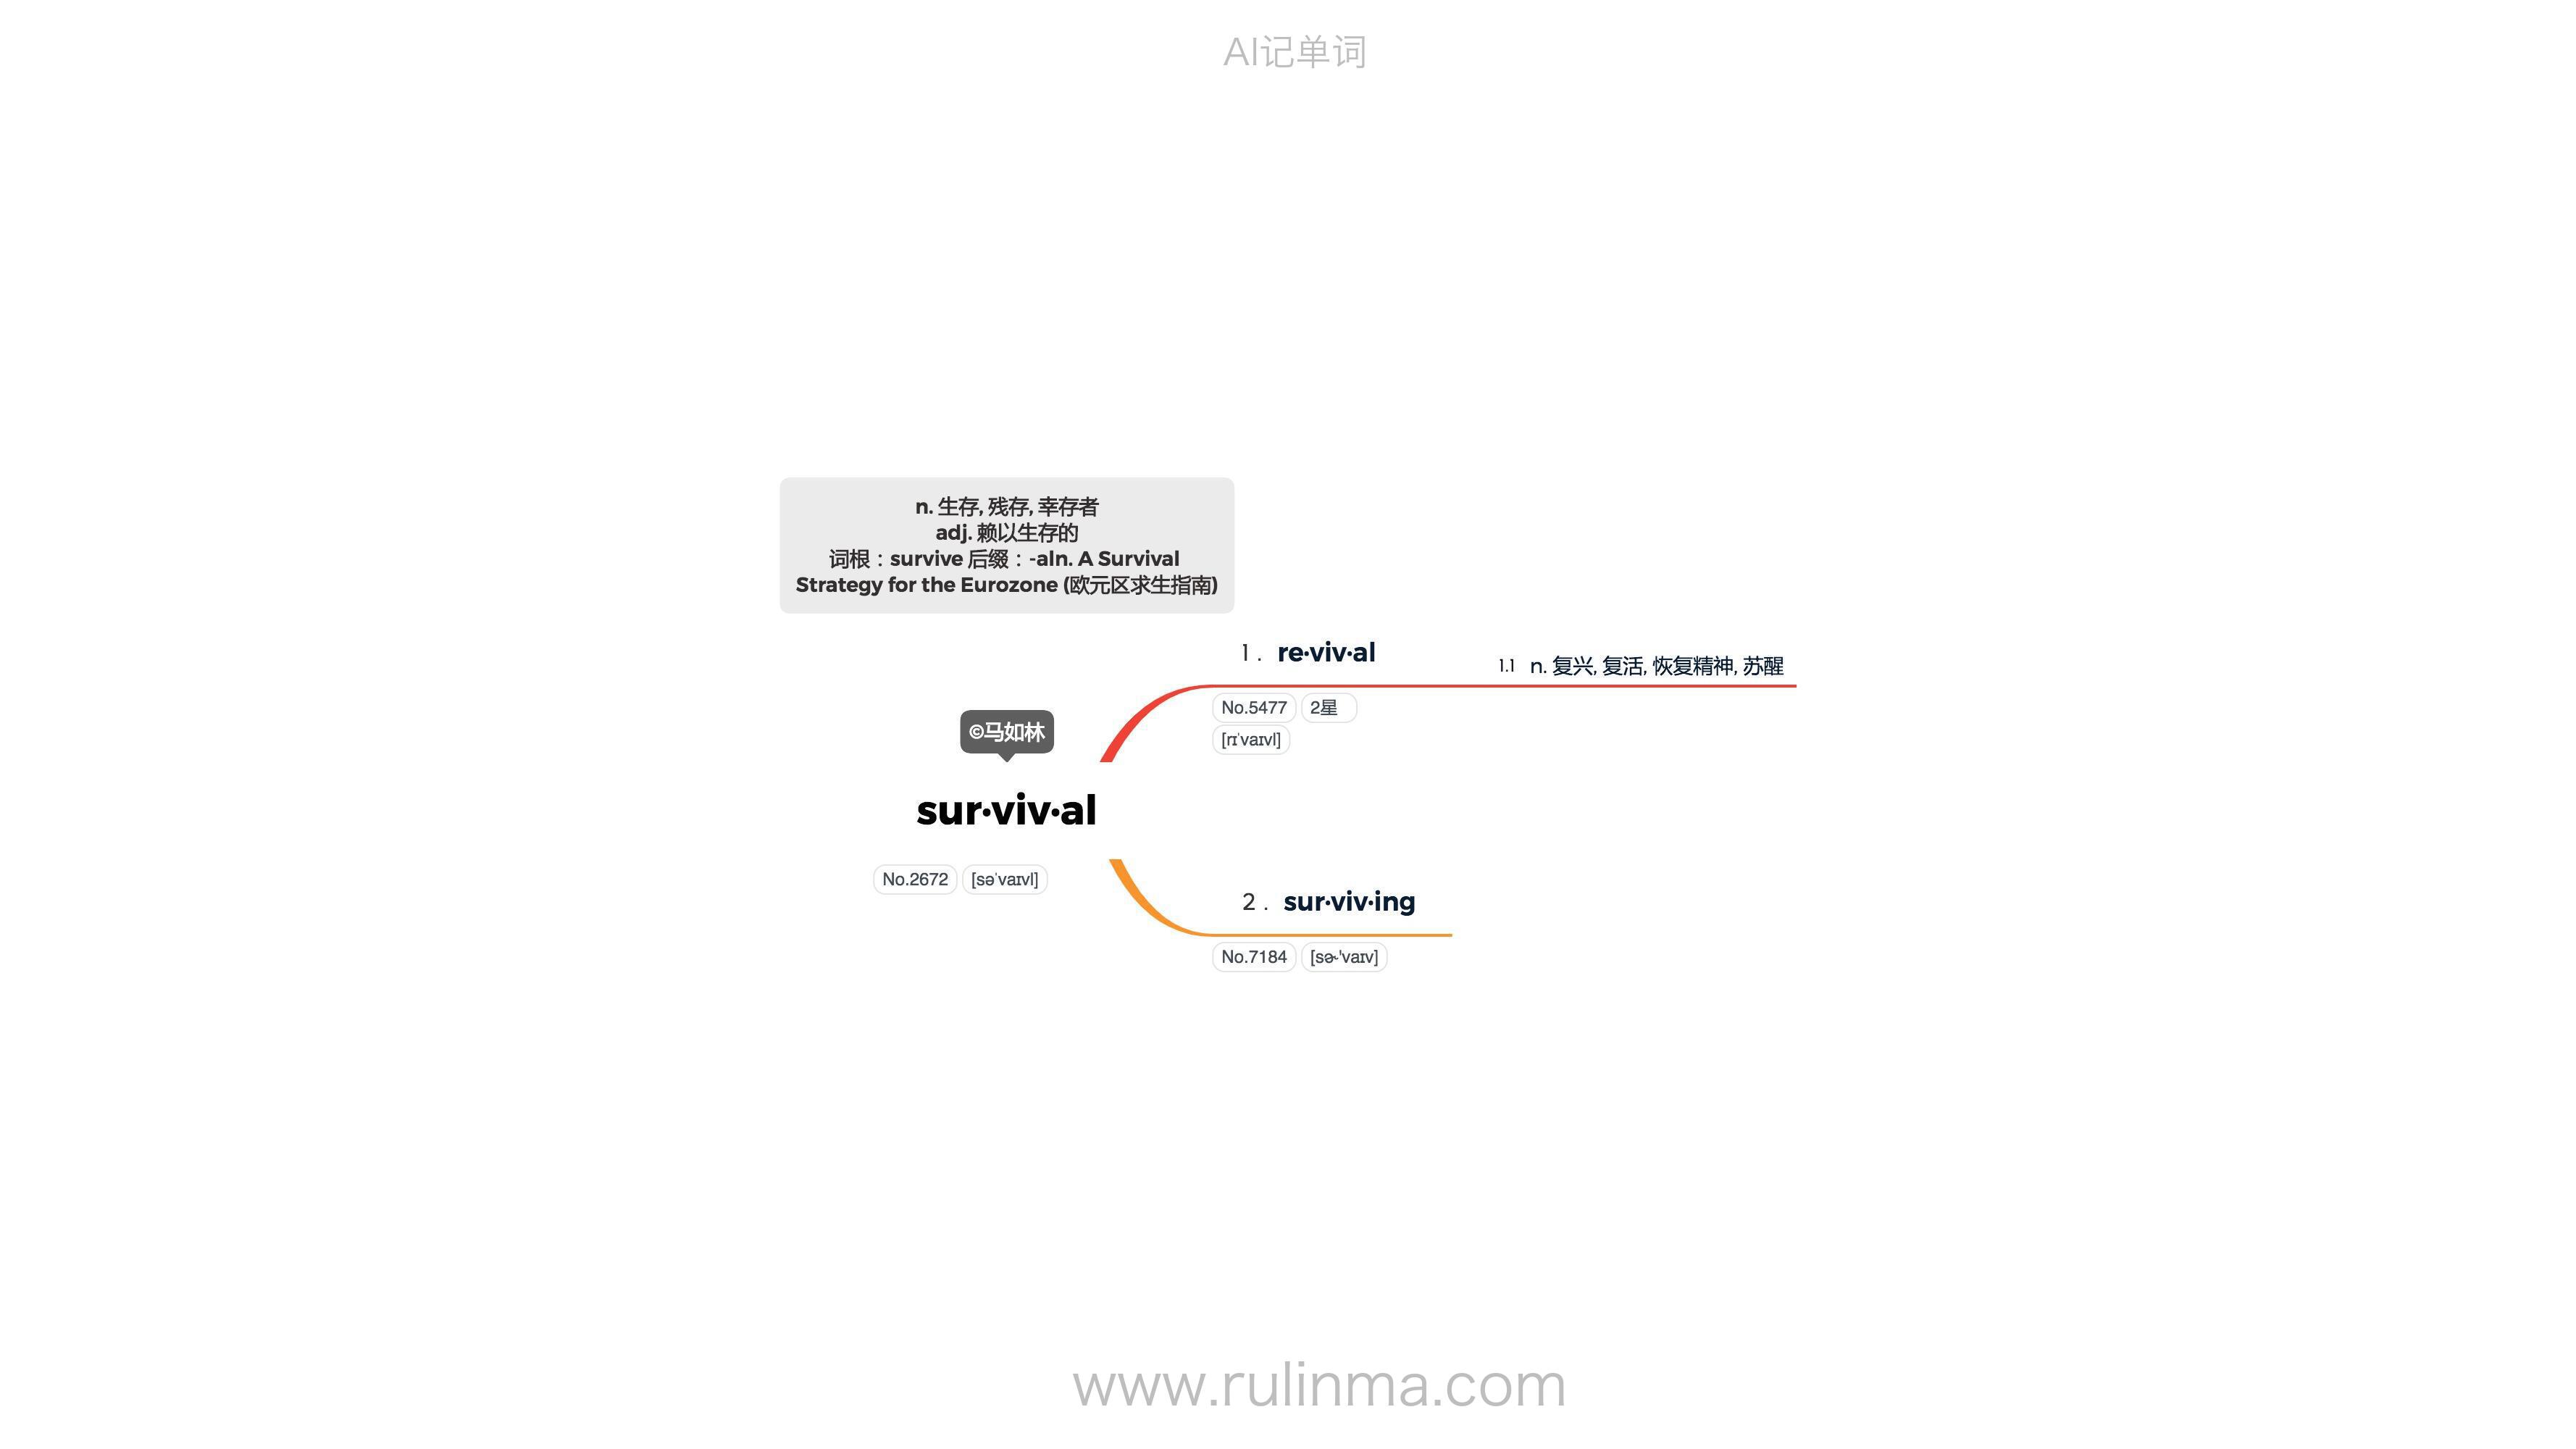 AI记单词
n. 生存, 残存, 幸存者
adj. 赖以生存的
词根：survive 后缀：-aln. A Survival
Strategy for the Eurozone (欧元区求生指南)
1. re·viv·al
1.1 n. 复兴, 复活, 恢复精神, 苏醒
No.5477 2星
[rɪˈvaɪvl]
©马如林
sur·viv·al
No.2672 [səˈvaɪvl]
2. sur·viv·ing
No.7184 [sɚˈvaɪv]
www.rulinma.com